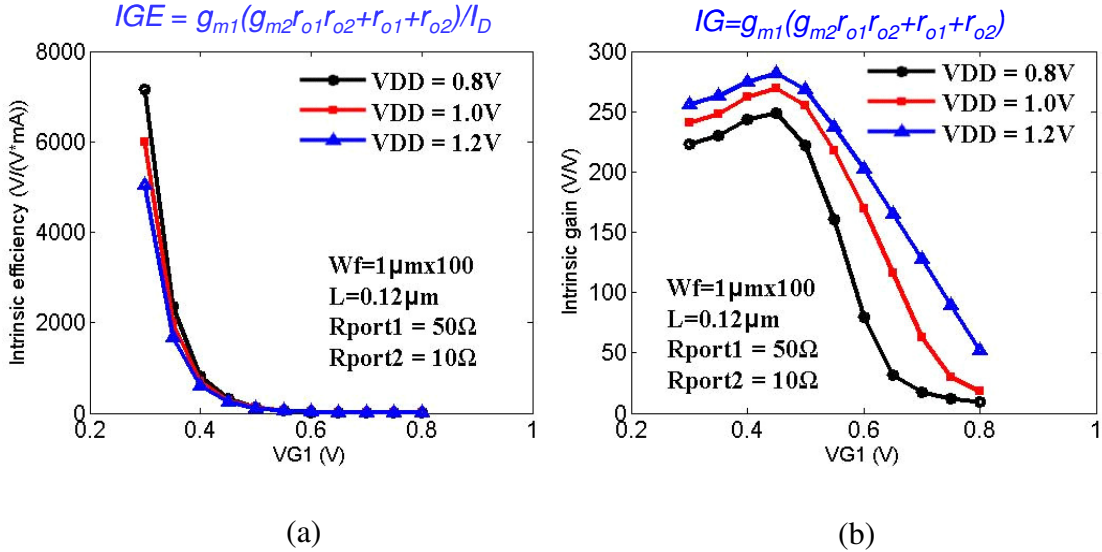 IGE = gm1(gm2ro1ro2+ro1+ro2)/ID
8000
6000
4000
2000
0
Intrinsic efficiency (V/(V*mA))
VDD = 0.8V
VDD = 1.0V
VDD = 1.2V
Wf=1µmx100
L=0.12µm
Rport1 = 50Ω
Rport2 = 10Ω
0.2 0.4 0.6 0.8 1
VG1 (V)
(a)
IG=gm1(gm2ro1ro2+ro1+ro2)
300
250
200
150
100
50
0
Intrinsic gain (V/V)
VDD = 0.8V
VDD = 1.0V
VDD = 1.2V
Wf=1µmx100
L=0.12µm
Rport1 = 50Ω
Rport2 = 10Ω
0.2 0.4 0.6 0.8 1
VG1 (V)
(b)